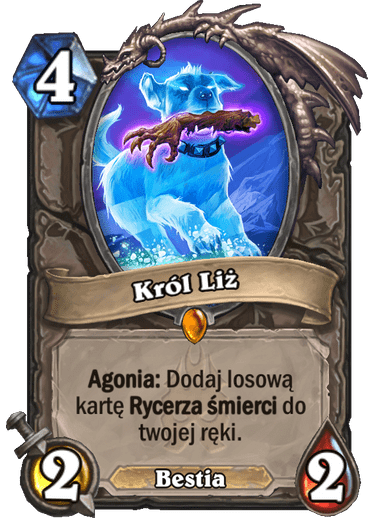 4
Król Liż
Agonia: Dodaj losową
kartę Rycerza śmierci do
twojej ręki.
2
Bestia
2